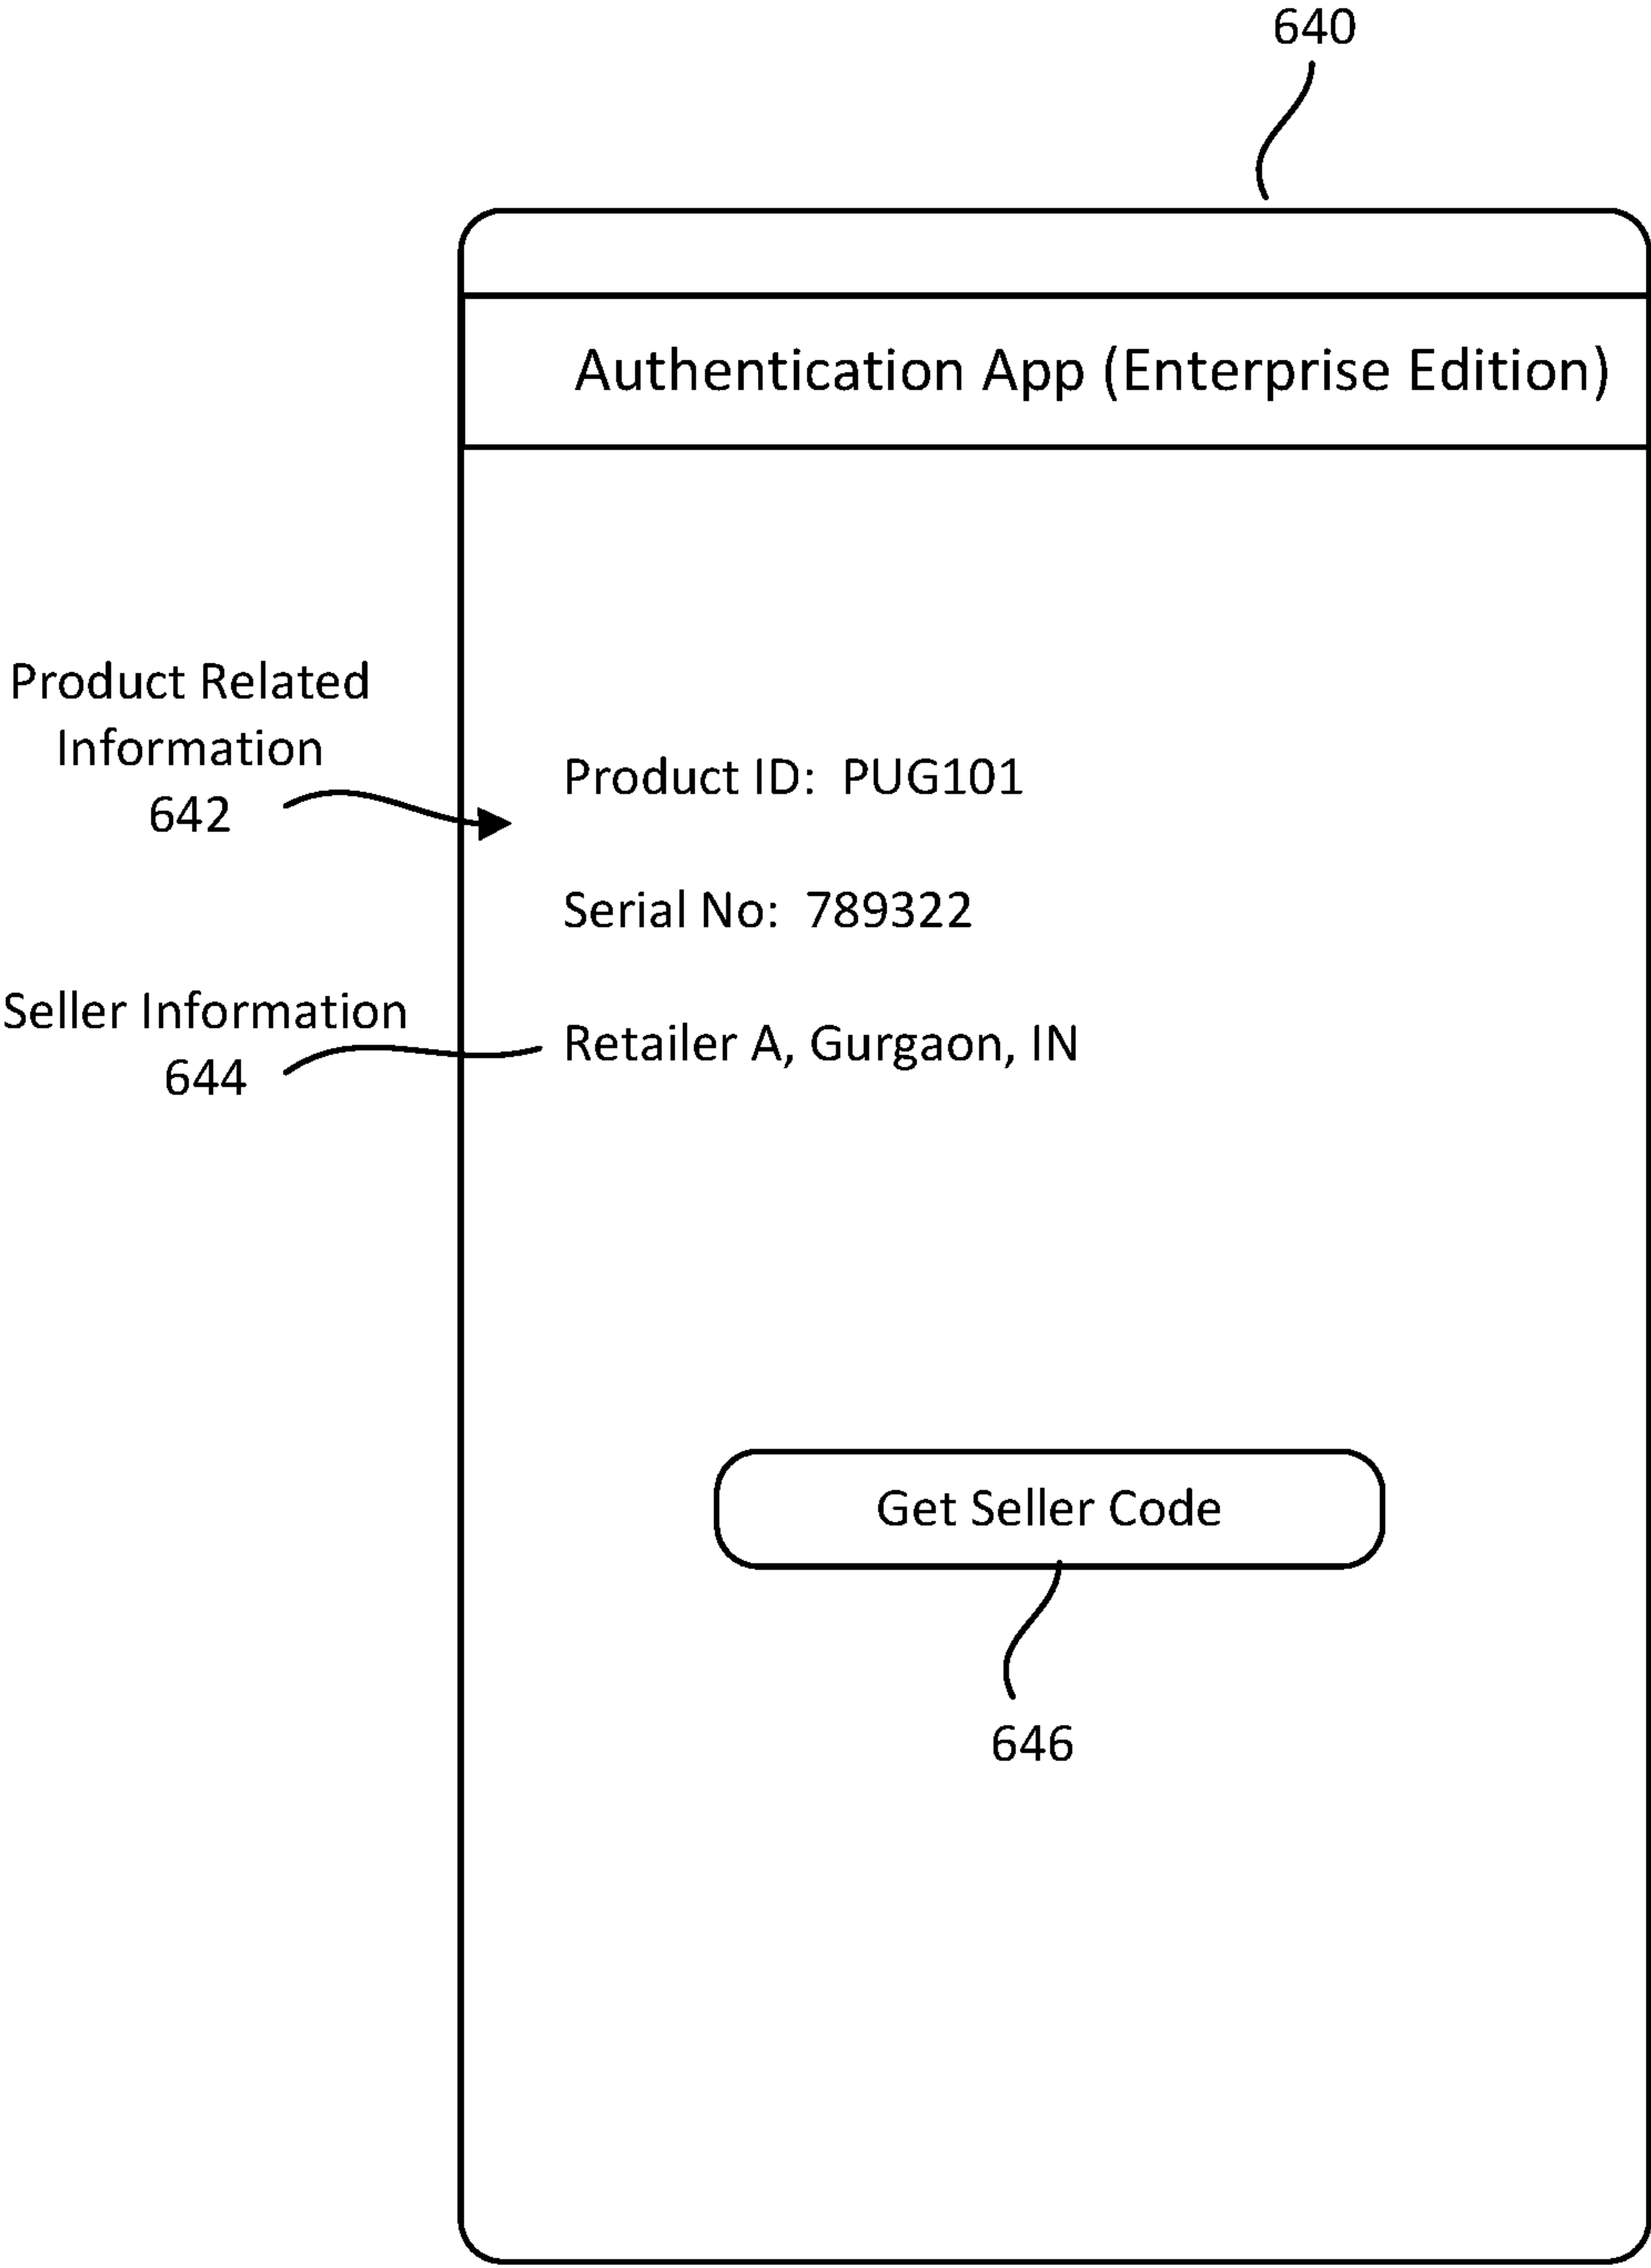 640
Authentication App (Enterprise Edition)
Product Related
Information
642
Product ID: PUG101
Serial No: 789322
Seller Information
644
Retailer A, Gurgaon, IN
Get Seller Code
646